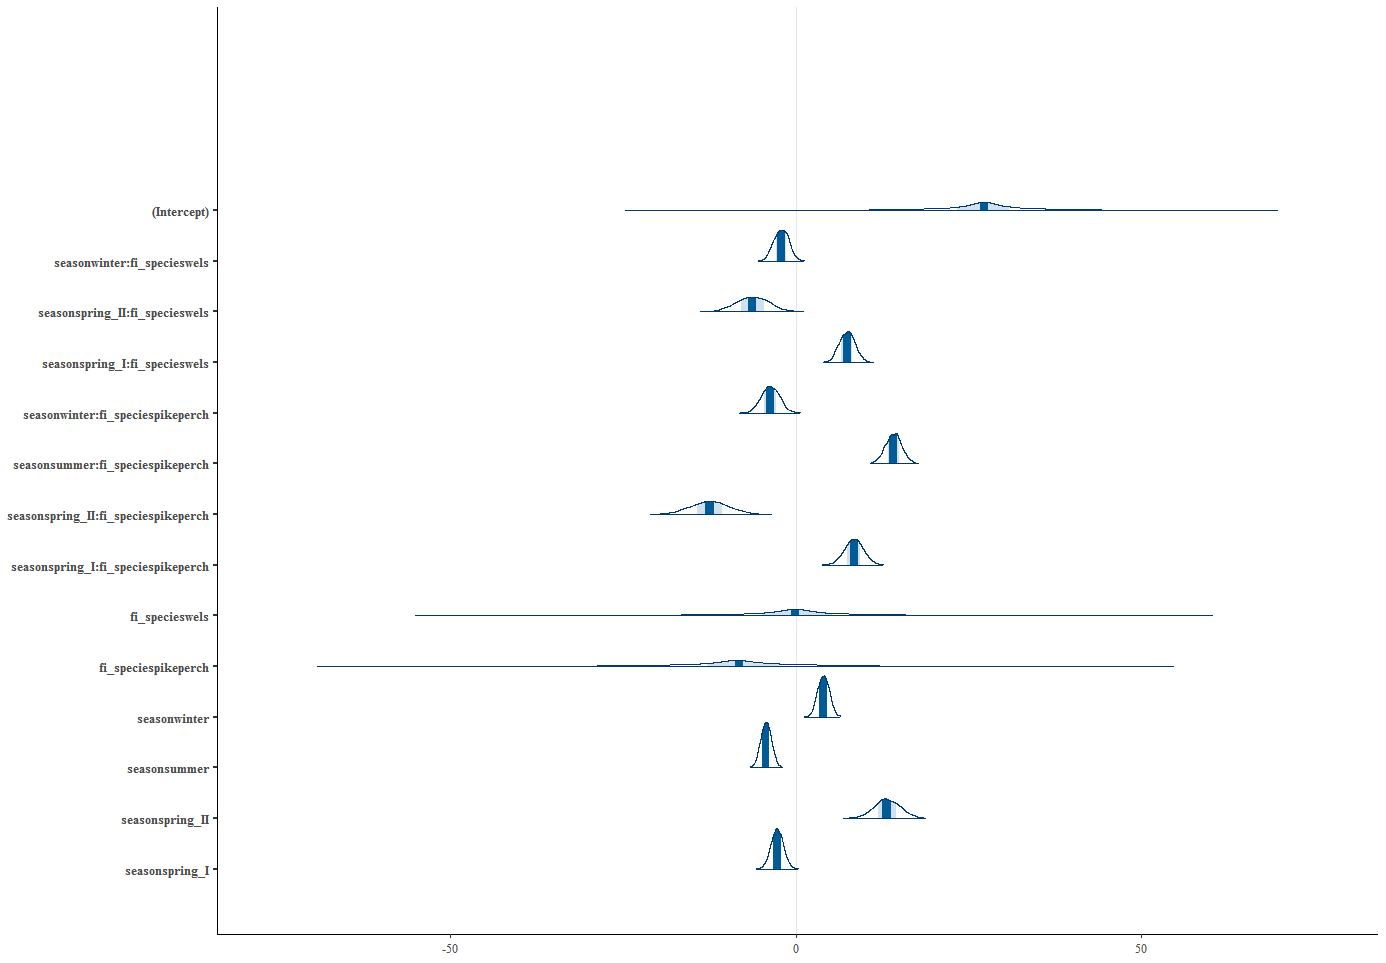 (Intercept)
seasonwinter:fi_specieswels
seasonspring_II:fi_specieswels
seasonspring_I:fi_specieswels
seasonwinter:fi_speciespikeperch
seasonsummer:fi_speciespikeperch
seasonspring_II:fi_speciespikeperch
seasonspring_I:fi_speciespikeperch
fi_specieswels
fi_speciespikeperch
seasonwinter
seasonsummer
seasonspring_II
seasonspring_I
-50 0 50